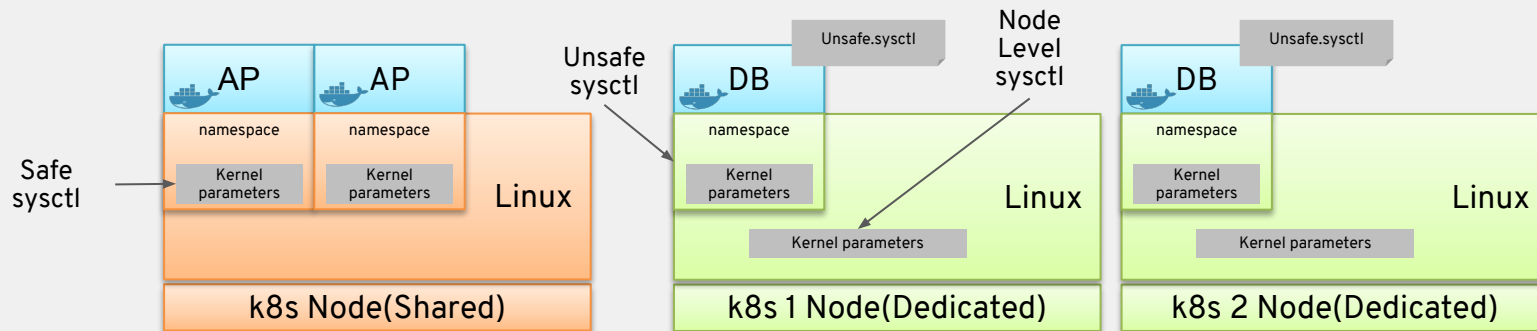 Safe
sysctl
AP
AP
namespace
namespace
Kernel
parameters
Kernel
parameters
Linux
k8s Node(Shared)
Unsafe
sysctl
Unsafe.sysctl
DB
namespace
Kernel
parameters
Node
Level
sysctl
Linux
Kernel parameters
k8s 1 Node(Dedicated)
Unsafe.sysctl
DB
namespace
Kernel
parameters
Linux
Kernel parameters
k8s 2 Node(Dedicated)